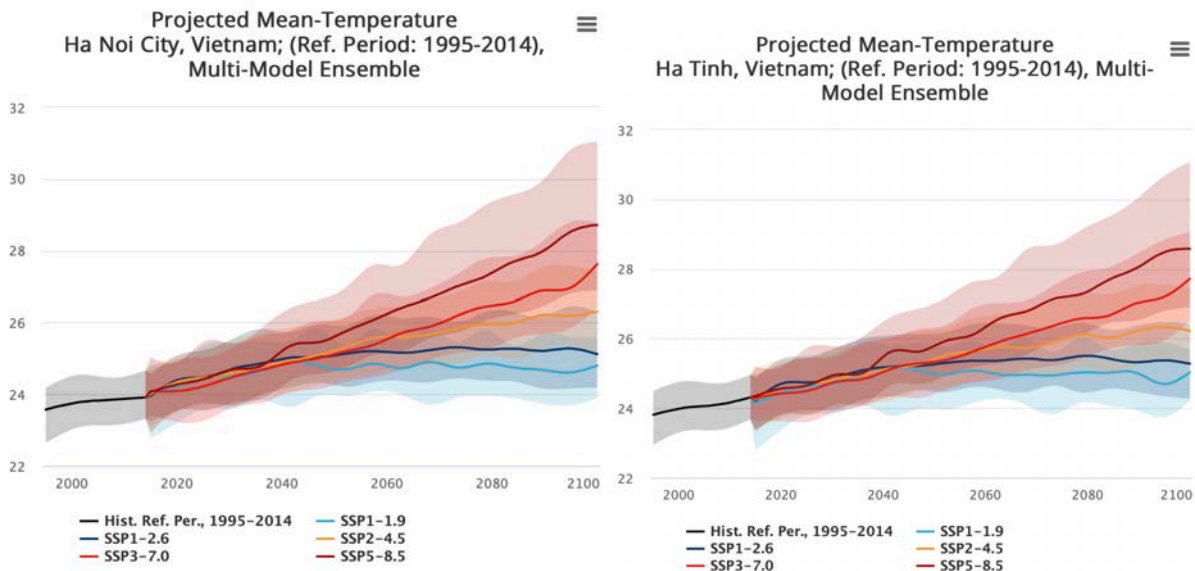 Projected Mean-Temperature
Ha Noi City, Vietnam; (Ref. Period: 1995-2014),
Multi-Model Ensemble
32
30
28
26
24
22
2000 2020 2040 2060 2080 2100
Hist. Ref. Per., 1995–2014 SSP1–1.9
SSP1–2.6 SSP2–4.5
SSP3–7.0 SSP5–8.5
Projected Mean-Temperature
Ha Tinh, Vietnam; (Ref. Period: 1995-2014), Multi-
Model Ensemble
32
30
28
26
24
22
2000 2020 2040 2060 2080 2100
Hist. Ref. Per., 1995–2014 SSP1–1.9
SSP1–2.6 SSP2–4.5
SSP3–7.0 SSP5–8.5